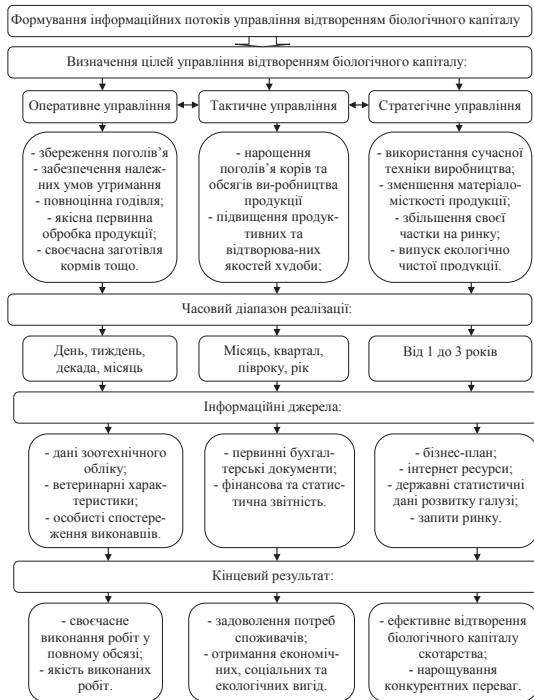 Формування інформаційних потоків управління відтворенням біологічного капіталу
Визначення цілей управління відтворенням біологічного капіталу:
Оперативне управління
Тактичне управління
Стратегічне управління
- збереження поголів’я
- забезпечення належ-
них умов утримання
- повноцінна годівля;
- якісна первинна
обробка продукції;
- своєчасна заготівля
кормів тощо.
- нарощення
поголів’я корів та
обсягів ви-робництва
продукції
- підвищення продук-
тивних та
відтворюва-них
якостей худоби;
- використання сучасної
техніки виробництва;
- зменшення матеріало-
місткості продукції;
- збільшення своєї
частки на ринку;
- випуск екологічно
чистої продукції.
Часовий діапазон реалізації:
День, тиждень,
декада, місяць
Місяць, квартал,
півроку, рік
Від 1 до 3 років
Інформаційні джерела:
- дані зоотехнічного
обліку;
- ветеринарні харак-
теристики;
- особисті спостере-
ження виконавців.
- первинні бухгал-
терські документи;
- фінансова та статис-
тична звітність.
- бізнес-план;
- інтернет ресурси;
- державні статистичні
дані розвитку галузі;
- запити ринку.
Кінцевий результат:
- своєчасне
виконання робіт у
повному обсязі;
- якість виконаних
робіт.
- задоволення потреб
споживачів;
- отримання економіч-
них, соціальних та
екологічних вигід.
- ефективне відтворення
біологічного капіталу
скотарства;
- нарощування
конкурентних переваг.